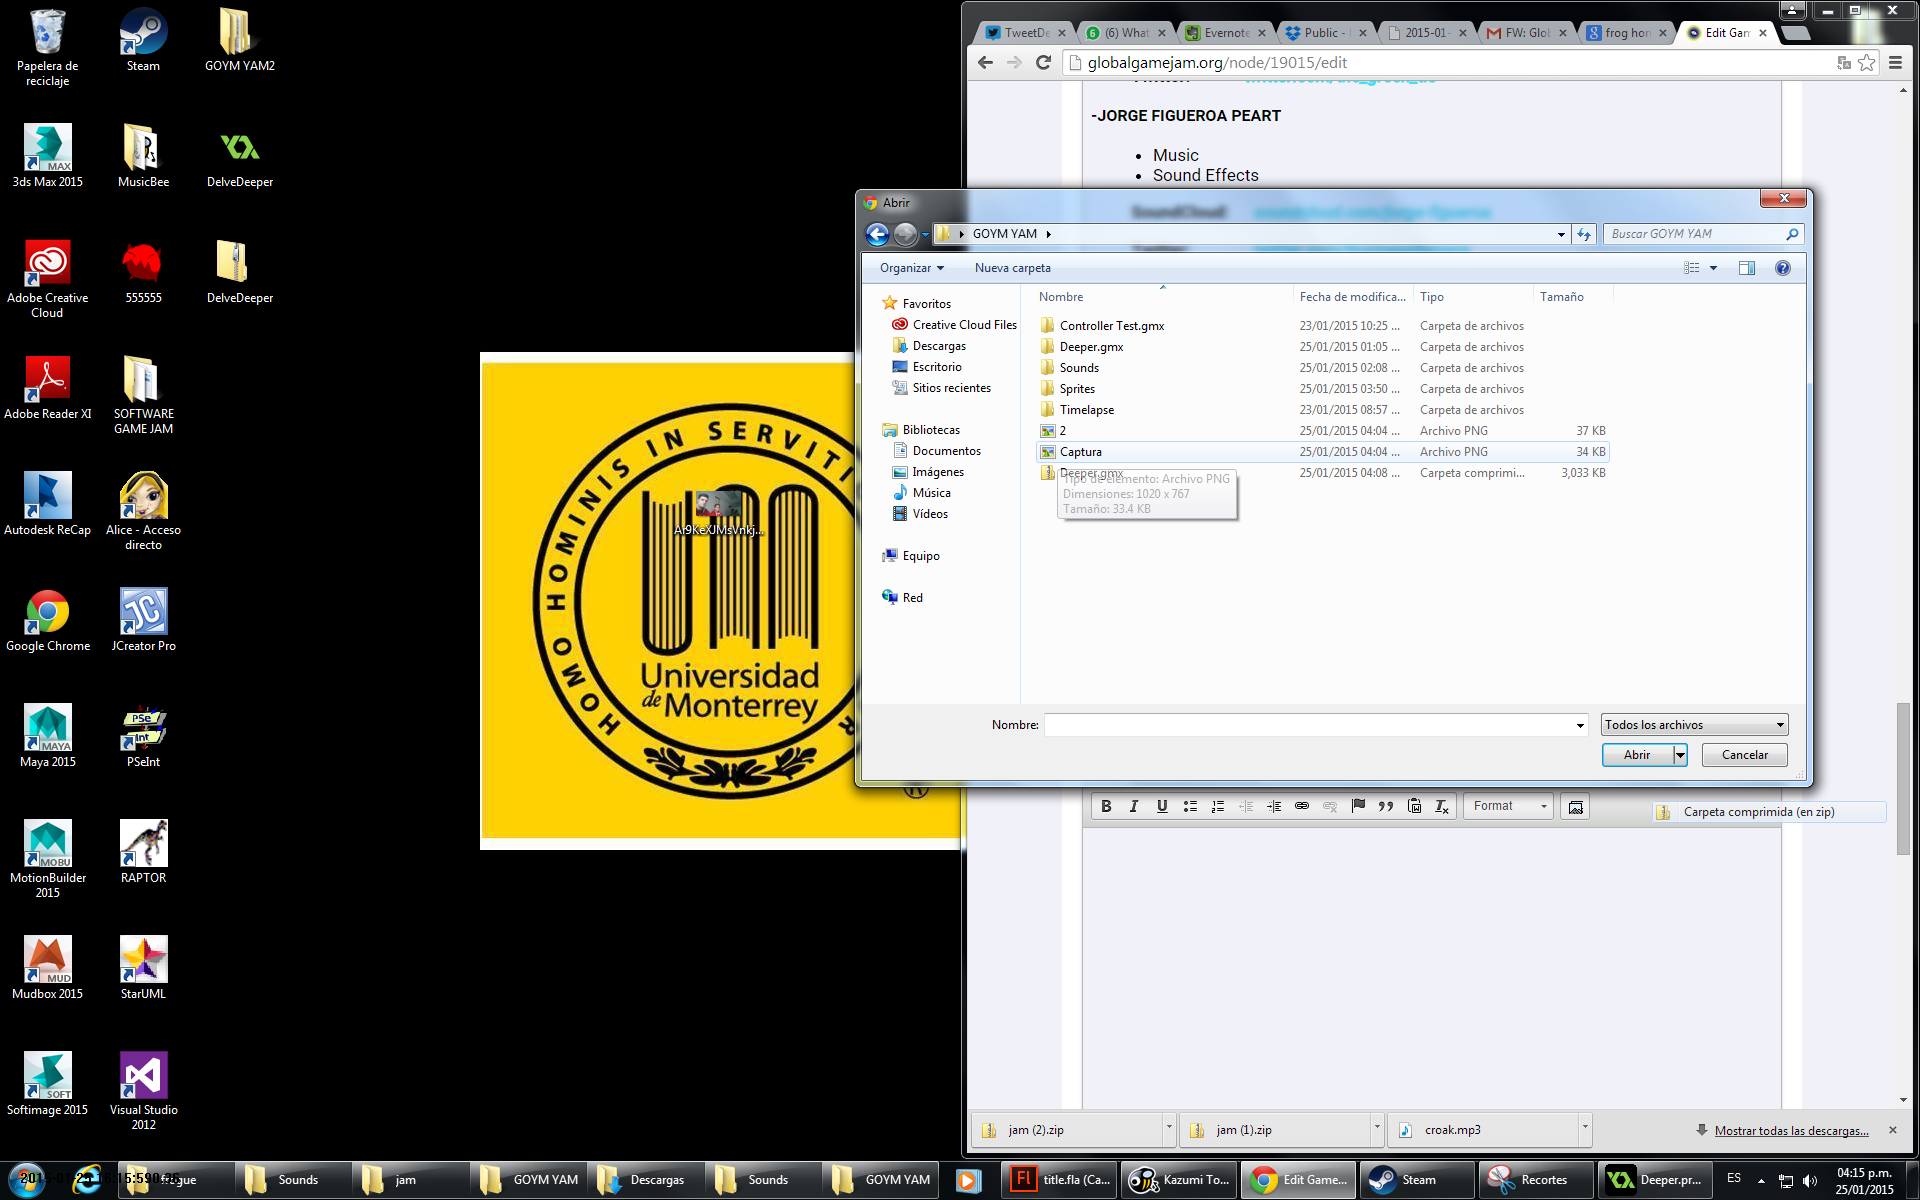 Papelera de reciclaje
Steam
GOYM YAM2
3ds Max 2015
MusicBee
DelveDeeper
Adobe Creative Cloud
555555
DelveDeeper
Adobe Reader XI
SOFTWARE GAME JAM
Autodesk ReCap
Alice - Acceso directo
Google Chrome
JCreator Pro
Maya 2015
PSeInt
MotionBuilder 2015
RAPTOR
Mudbox 2015
StarUML
Softimage 2015
Visual Studio 2012
HOMO HOMINIS IN SERVITI
Universidad
de Monterrey
Ar9KeXJMsVnkj...
TweetDe
(6) What
Evernote
Public -
2015-01-
FW: Glob
frog hon
Edit Gam
globalgamejam.org/node/19015/edit
-JORGE FIGUEROA PEART
Music
Sound Effects
Abrir
GOYM YAM
Buscar GOYM YAM
Organizar
Nueva carpeta
Favoritos
Creative Cloud Files
Descargas
Escritorio
Sitios recientes
Bibliotecas
Documentos
Imágenes
Música
Vídeos
Equipo
Red
Nombre Fecha de modifica... Tipo Tamaño
Controller Test.gmx 23/01/2015 10:25 ... Carpeta de archivos
Deeper.gmx 25/01/2015 01:05 ... Carpeta de archivos
Sounds 25/01/2015 02:08 ... Carpeta de archivos
Sprites 25/01/2015 03:50 ... Carpeta de archivos
Timelapse 23/01/2015 08:57 ... Carpeta de archivos
2 25/01/2015 04:04 ... Archivo PNG 37 KB
Captura 25/01/2015 04:04 ... Archivo PNG 34 KB
Deeper.gmx 25/01/2015 04:08 ... Carpeta comprimi... 3,033 KB
Tipo de elemento: Archivo PNG
Dimensiones: 1020 x 767
Tamaño: 33.4 KB
Nombre:
Todos los archivos
Abrir
Cancelar
Format
Carpeta comprimida (en zip)
jam (2).zip
jam (1).zip
croak.mp3
Mostrar todas las descargas...
Sounds
jam
GOYM YAM
Descargas
Sounds
GOYM YAM
title.fla (Ca...
Kazumi To...
Edit Game...
Steam
Recortes
Deeper.pr...
ES
04:15 p.m.
25/01/2015